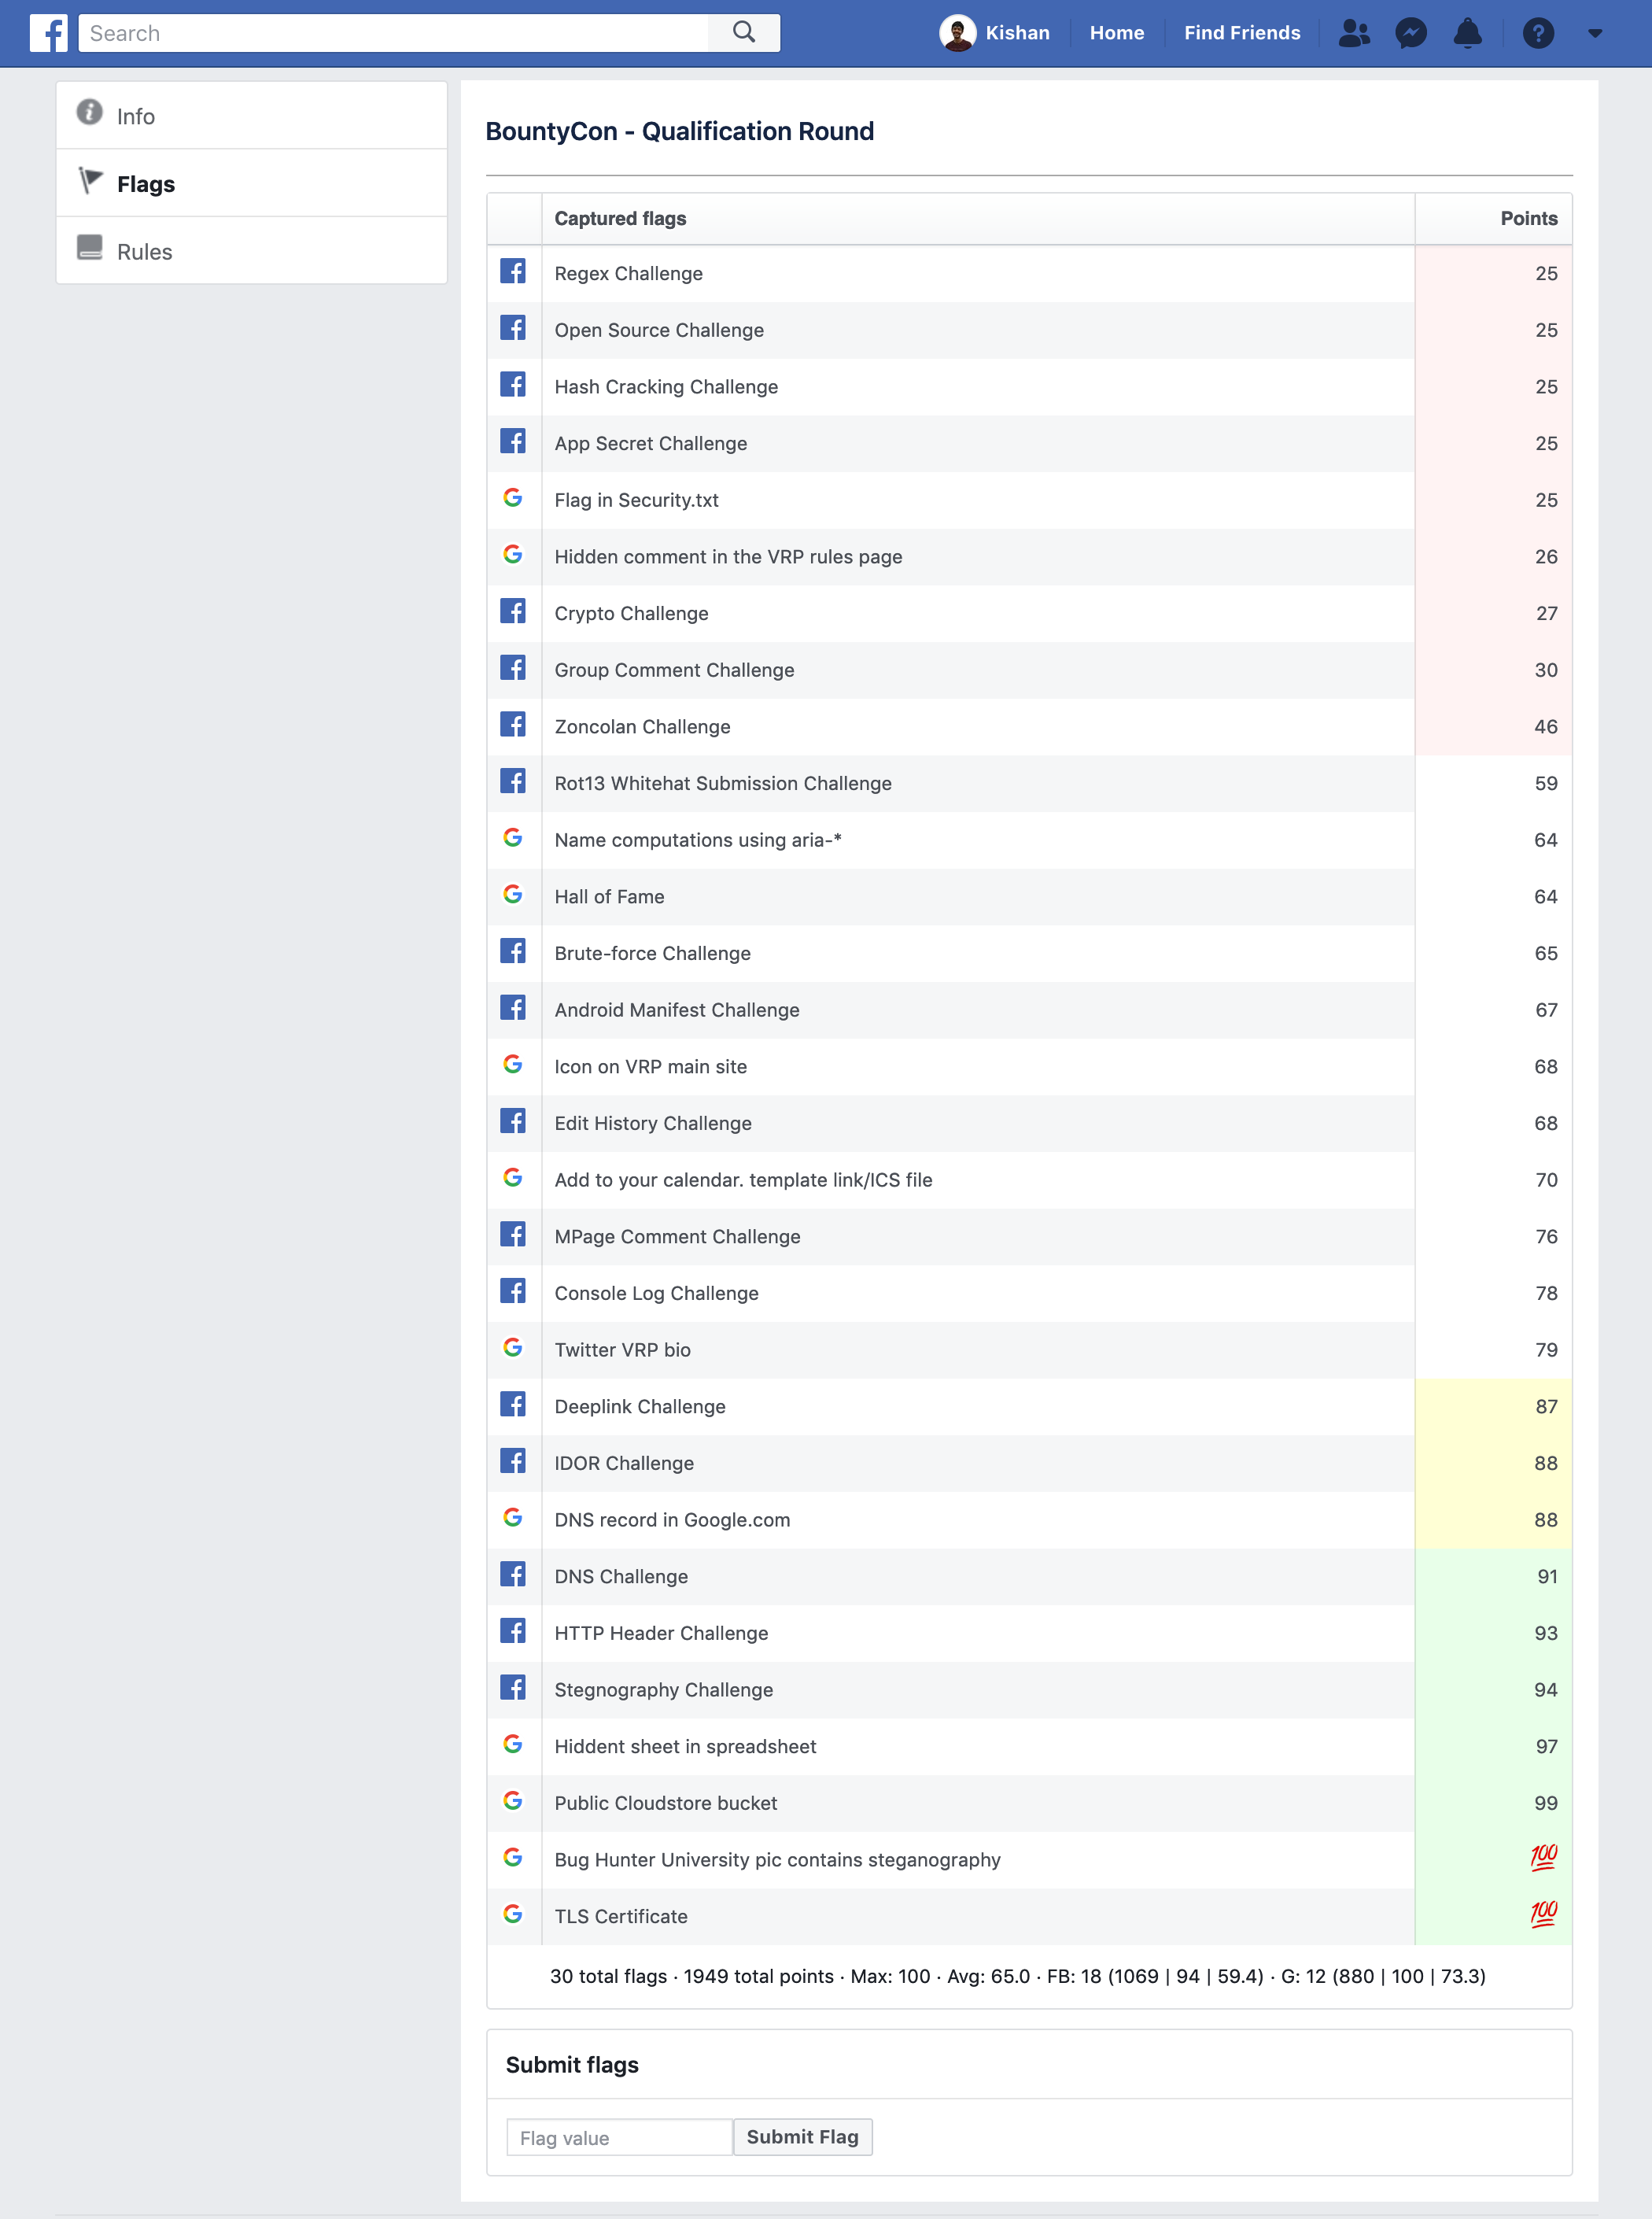 Search
Kishan Home Find Friends
Info
Flags
Rules
BountyCon - Qualification Round
Captured flags Points
Regex Challenge 25
Open Source Challenge 25
Hash Cracking Challenge 25
App Secret Challenge 25
Flag in Security.txt 25
Hidden comment in the VRP rules page 26
Crypto Challenge 27
Group Comment Challenge 30
Zoncolan Challenge 46
Rot13 Whitehat Submission Challenge 59
Name computations using aria-* 64
Hall of Fame 64
Brute-force Challenge 65
Android Manifest Challenge 67
Icon on VRP main site 68
Edit History Challenge 68
Add to your calendar. template link/ICS file 70
MPage Comment Challenge 76
Console Log Challenge 78
Twitter VRP bio 79
Deeplink Challenge 87
IDOR Challenge 88
DNS record in Google.com 88
DNS Challenge 91
HTTP Header Challenge 93
Stegnography Challenge 94
Hiddent sheet in spreadsheet 97
Public Cloudstore bucket 99
Bug Hunter University pic contains steganography 100
TLS Certificate 100
30 total flags · 1949 total points · Max: 100 · Avg: 65.0 · FB: 18 (1069 | 94 | 59.4) · G: 12 (880 | 100 | 73.3)
Submit flags
Flag value Submit Flag